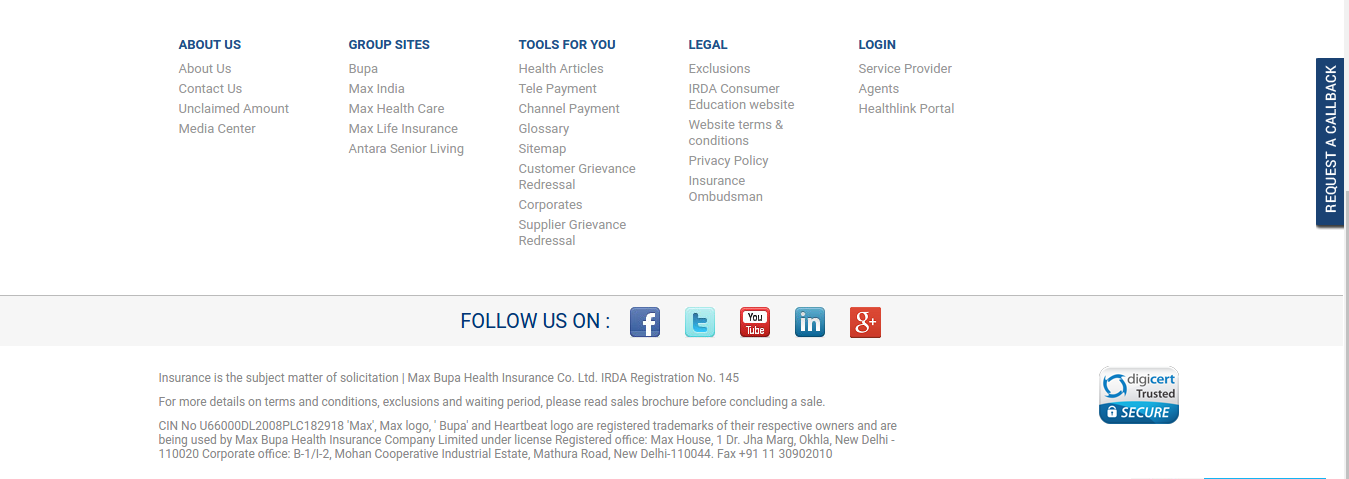 ABOUT US
About Us
Contact Us
Unclaimed Amount
Media Center
GROUP SITES
Bupa
Max India
Max Health Care
Max Life Insurance
Antara Senior Living
TOOLS FOR YOU
Health Articles
Tele Payment
Channel Payment
Glossary
Sitemap
Customer Grievance
Redressal
Corporates
Supplier Grievance
Redressal
LEGAL
Exclusions
IRDA Consumer
Education website
Website terms &
conditions
Privacy Policy
Insurance
Ombudsman
LOGIN
Service Provider
Agents
Healthlink Portal
REQUEST A CALLBACK
FOLLOW US ON :
f
t
You
Tube
in
g+
Insurance is the subject matter of solicitation | Max Bupa Health Insurance Co. Ltd. IRDA Registration No. 145
For more details on terms and conditions, exclusions and waiting period, please read sales brochure before concluding a sale.
CIN No U66000DL2008PLC182918 'Max', Max logo, ' Bupa' and Heartbeat logo are registered trademarks of their respective owners and are
being used by Max Bupa Health Insurance Company Limited under license Registered office: Max House, 1 Dr. Jha Marg, Okhla, New Delhi -
110020 Corporate office: B-1/I-2, Mohan Cooperative Industrial Estate, Mathura Road, New Delhi-110044. Fax +91 11 30902010
digicert
Trusted
SECURE